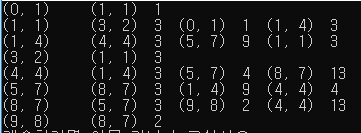 (0, 1) (1, 1) 1
(1, 1) (3, 2) 3 (0, 1) 1 (1, 4) 3
(1, 4) (4, 4) 3 (5, 7) 9 (1, 1) 3
(3, 2) (1, 1) 3
(4, 4) (1, 4) 3 (5, 7) 4 (8, 7) 13
(5, 7) (8, 7) 3 (1, 4) 9 (4, 4) 4
(8, 7) (5, 7) 3 (9, 8) 2 (4, 4) 13
(9, 8) (8, 7) 2